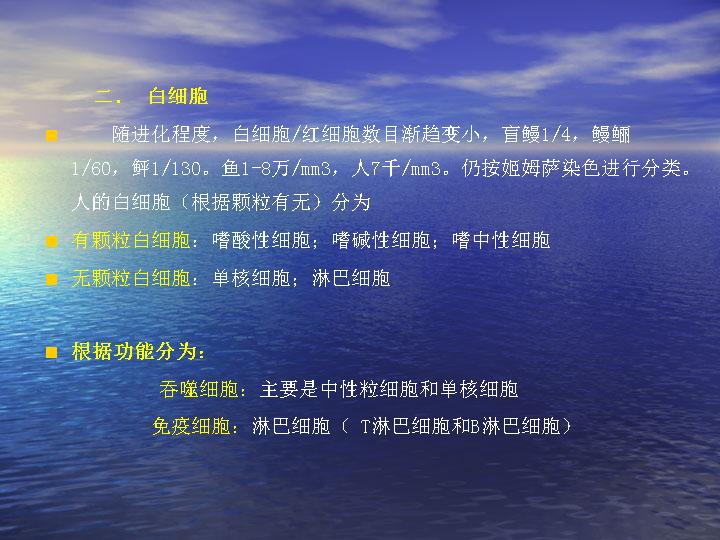 二． 白细胞
随进化程度，白细胞/红细胞数目渐趋变小，盲鳗1/4，鳗鲡
1/60，鲆1/130。鱼1-8万/mm3，人7千/mm3。仍按姬姆萨染色进行分类。
人的白细胞（根据颗粒有无）分为
有颗粒白细胞：嗜酸性细胞；嗜碱性细胞；嗜中性细胞
无颗粒白细胞：单核细胞；淋巴细胞
根据功能分为：
吞噬细胞：主要是中性粒细胞和单核细胞
免疫细胞：淋巴细胞（ T淋巴细胞和B淋巴细胞）